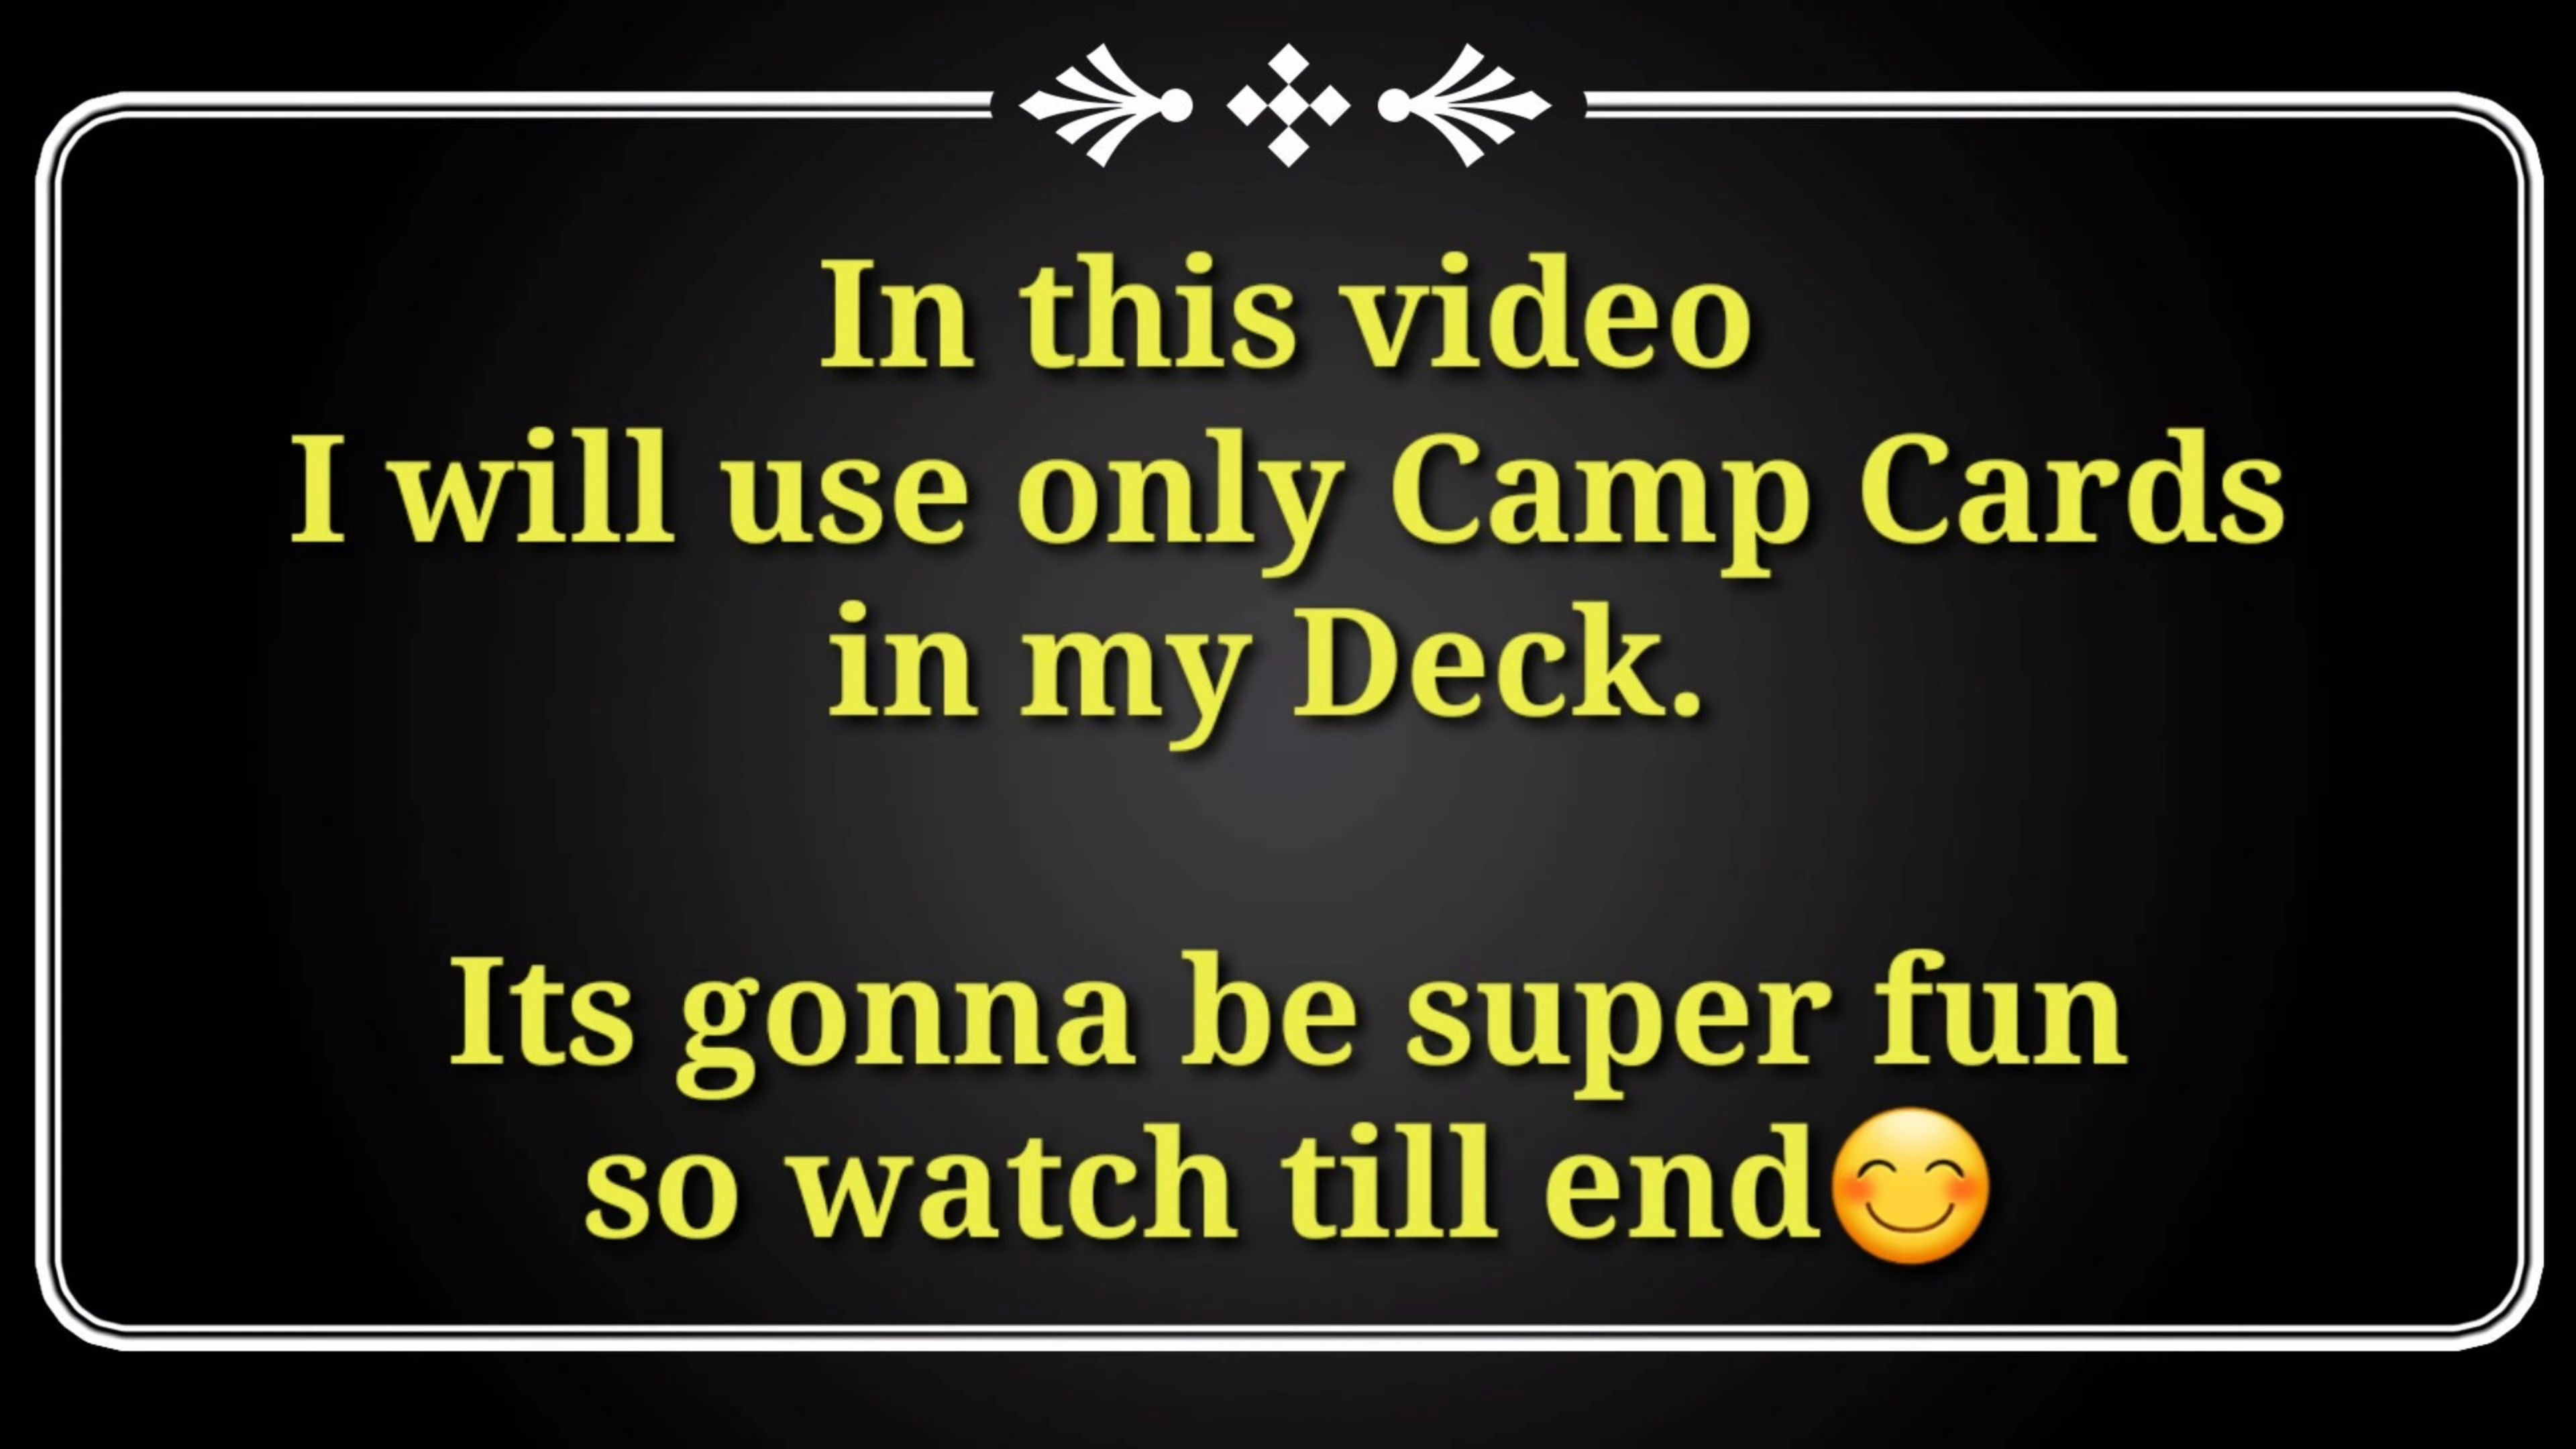 In this video
I will use only Camp Cards
in my Deck.
Its gonna be super fun
so watch till end😊